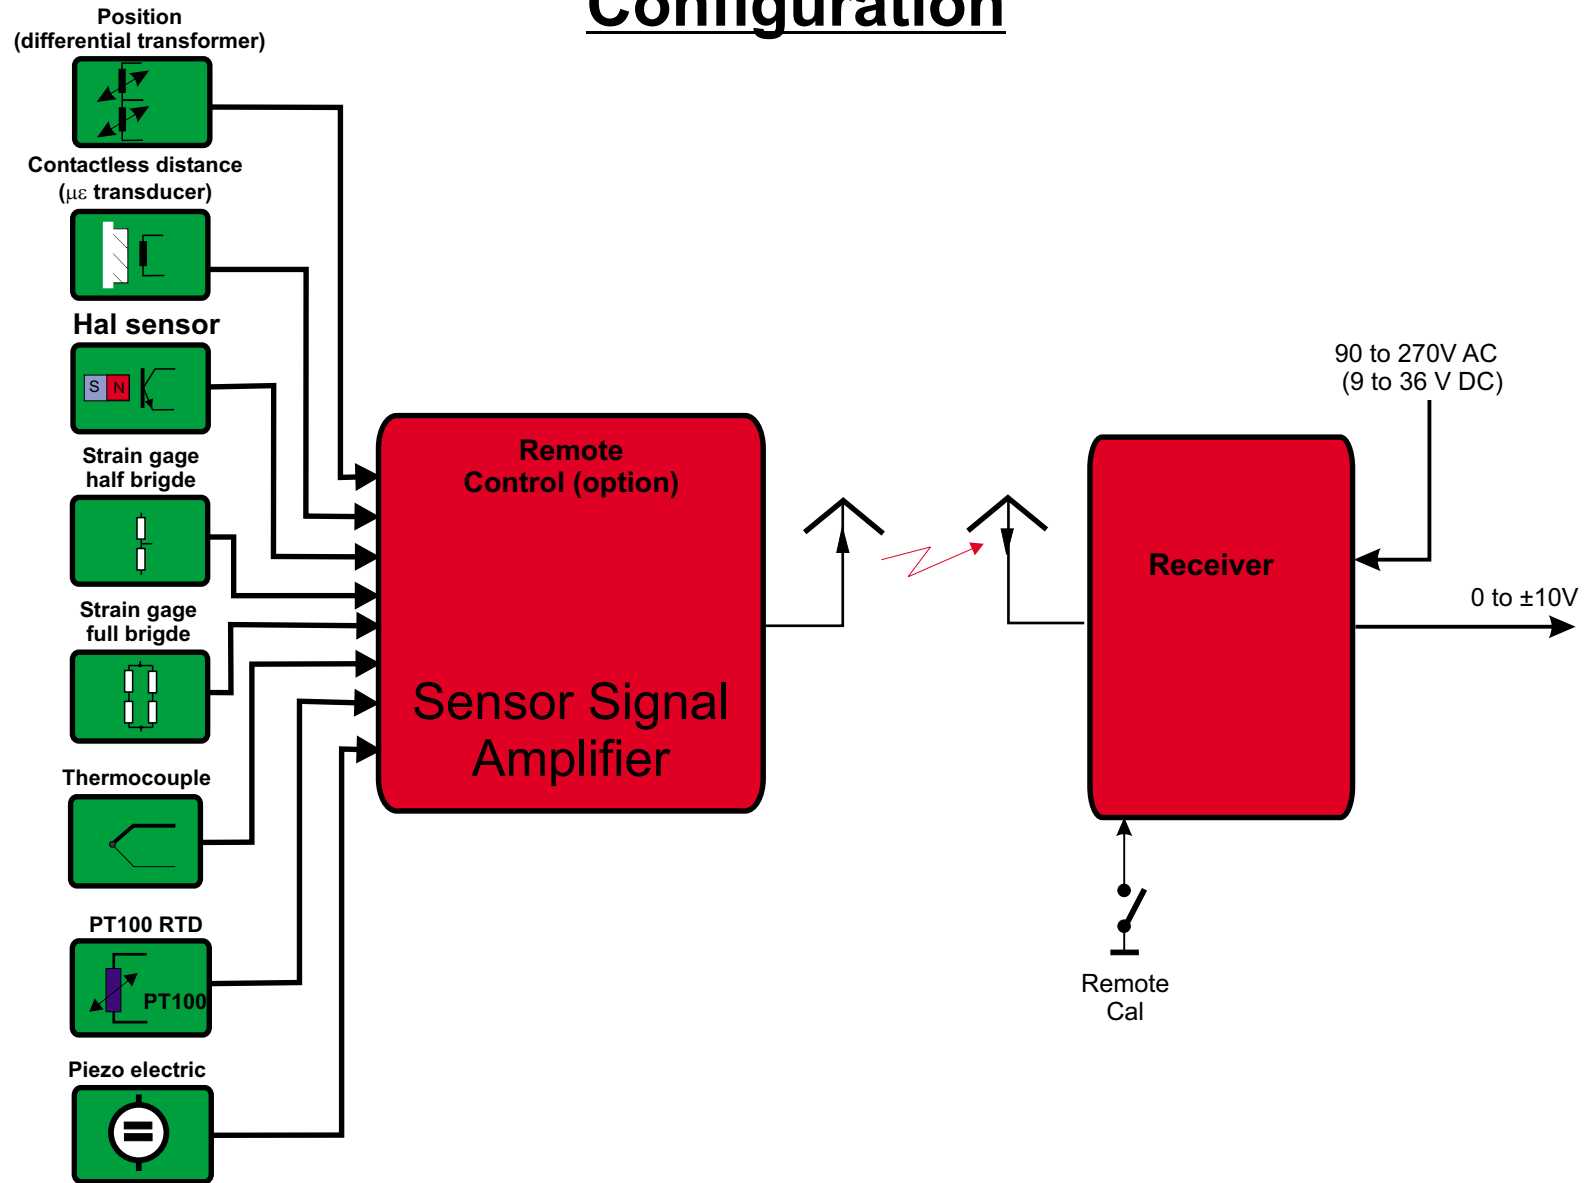 Configuration
Position
(differential transformer)
Contactless distance
(με transducer)
Hal sensor
S N
Strain gage
half brigde
Strain gage
full brigde
Thermocouple
PT100 RTD
PT100
Piezo electric
Remote
Control (option)
Sensor Signal
Amplifier
Receiver
90 to 270V AC
(9 to 36 V DC)
0 to ±10V
Remote
Cal